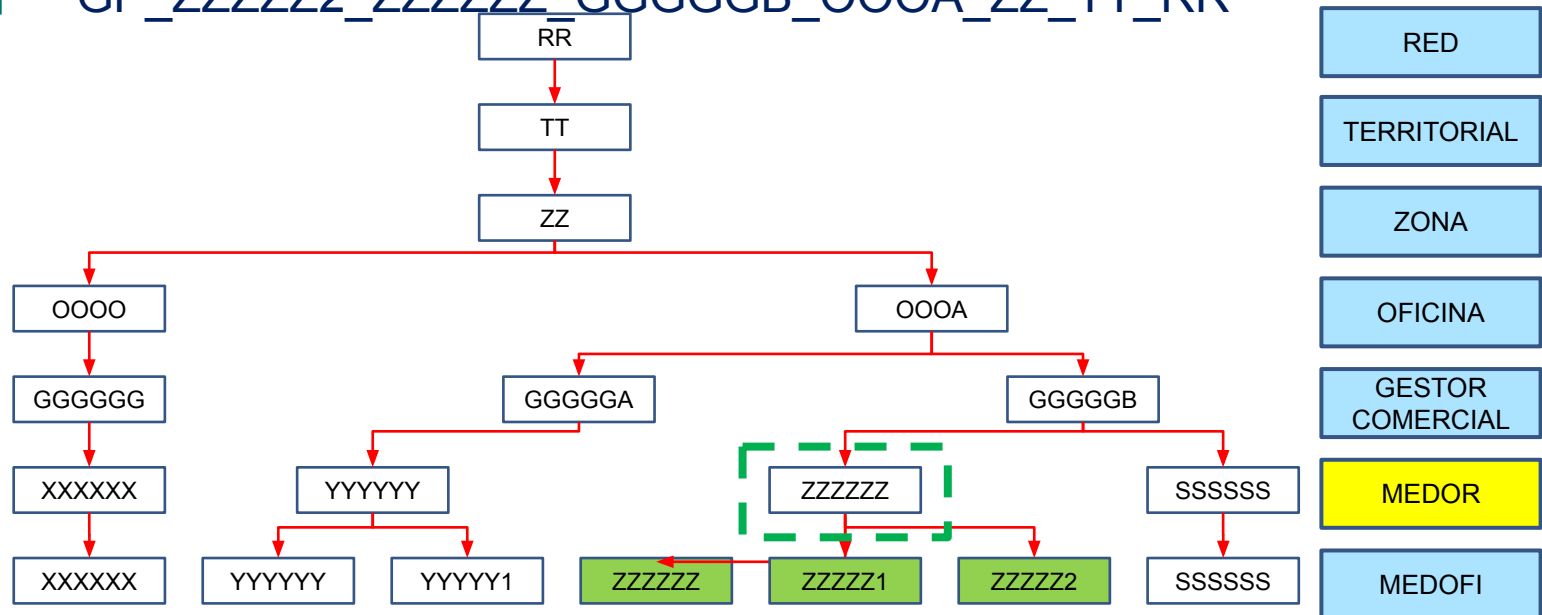 GP_ZZZZZ2_ZZZZZZ_GGGGGB_OOOA_ZZ_TT_RR
RR
RED
TT
TERRITORIAL
ZZ
ZONA
OOOO
OOOA
OFICINA
GGGGGG
GGGGGA
GGGGGB
GESTOR
COMERCIAL
XXXXXX
YYYYYY
ZZZZZZ
SSSSSS
MEDOR
XXXXXX
YYYYYY
YYYYY1
ZZZZZZ
ZZZZZ1
ZZZZZ2
SSSSSS
MEDOFI